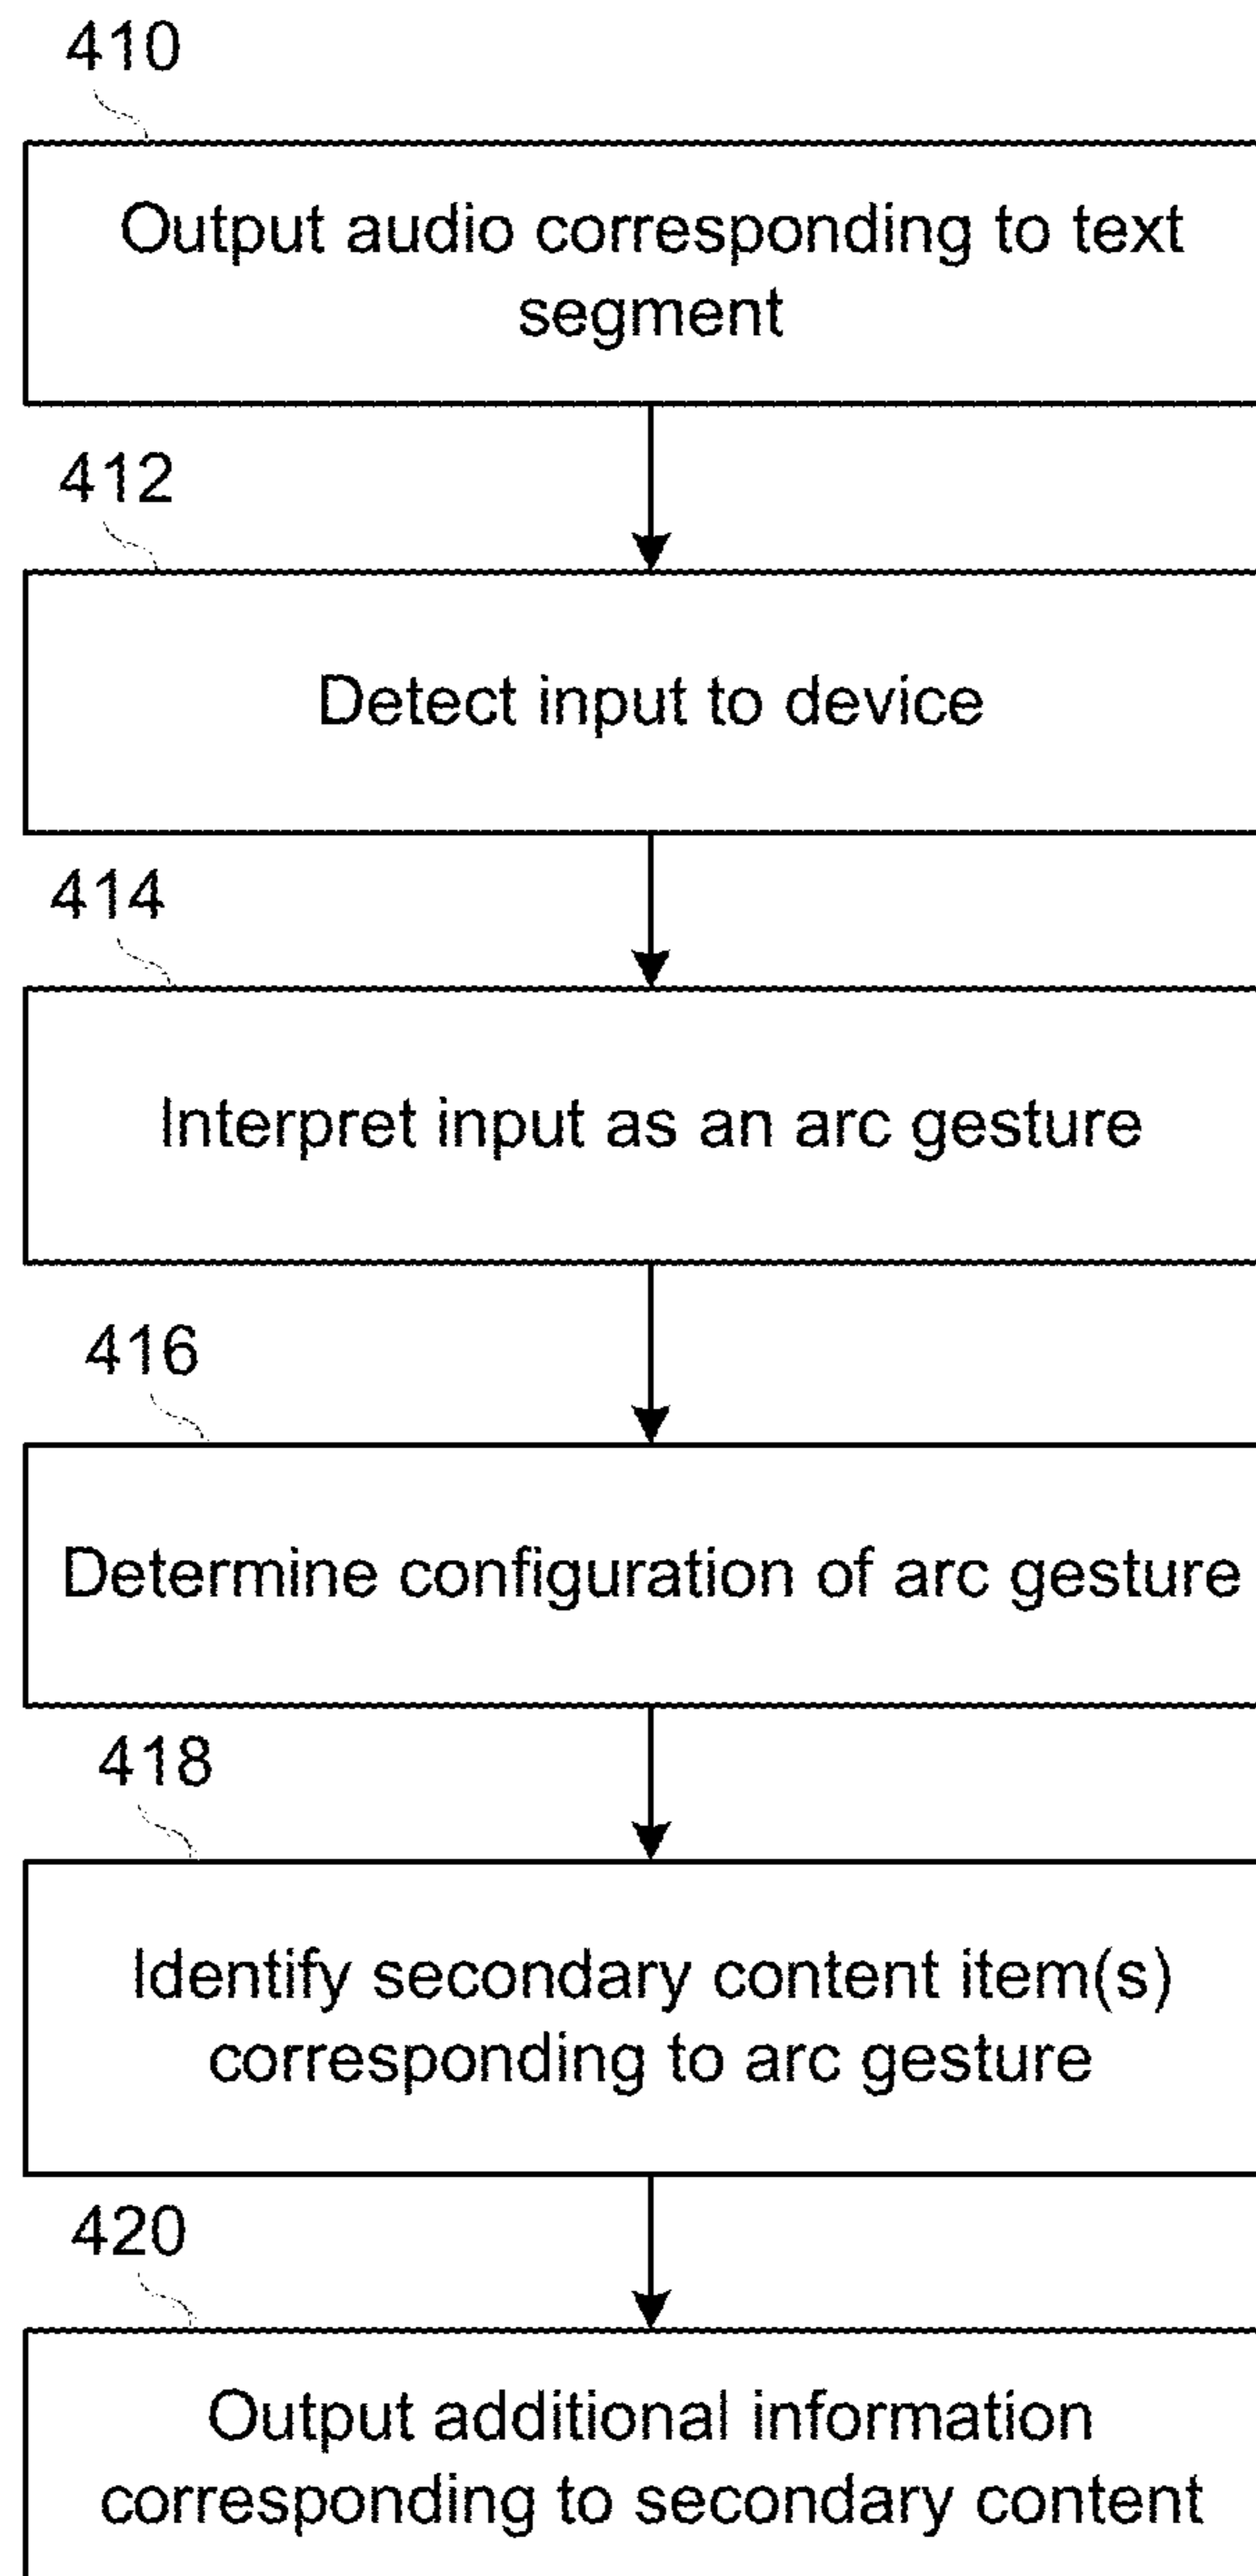 410
Output audio corresponding to text
segment
412
Detect input to device
414
Interpret input as an arc gesture
416
Determine configuration of arc gesture
418
Identify secondary content item(s)
corresponding to arc gesture
420
Output additional information
corresponding to secondary content